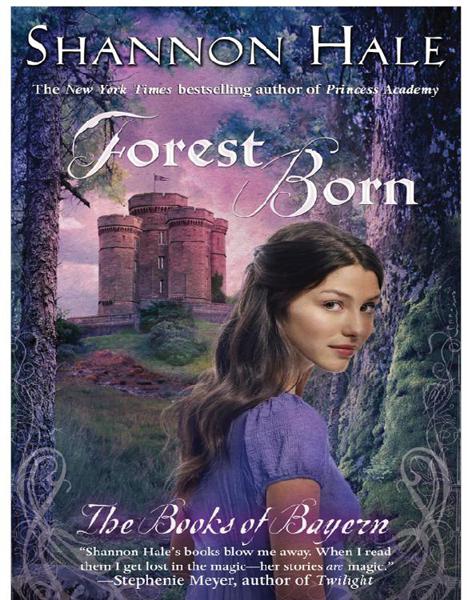 SHANNON HALE
The New York Times bestselling author of Princess Academy
Forest
Born
The Books of Bayern
“Shannon Hale’s books blow me away. When I read
them I get lost in the magic—her stories are magic.”
—Stephenie Meyer, author of Twilight